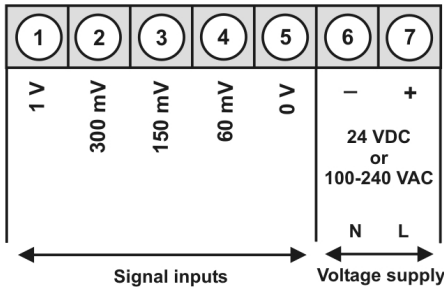 1 2 3 4 5 6 7
1 V
300 mV
150 mV
60 mV
0 V
– +
24 VDC
or
100-240 VAC
N L
Signal inputs
Voltage supply